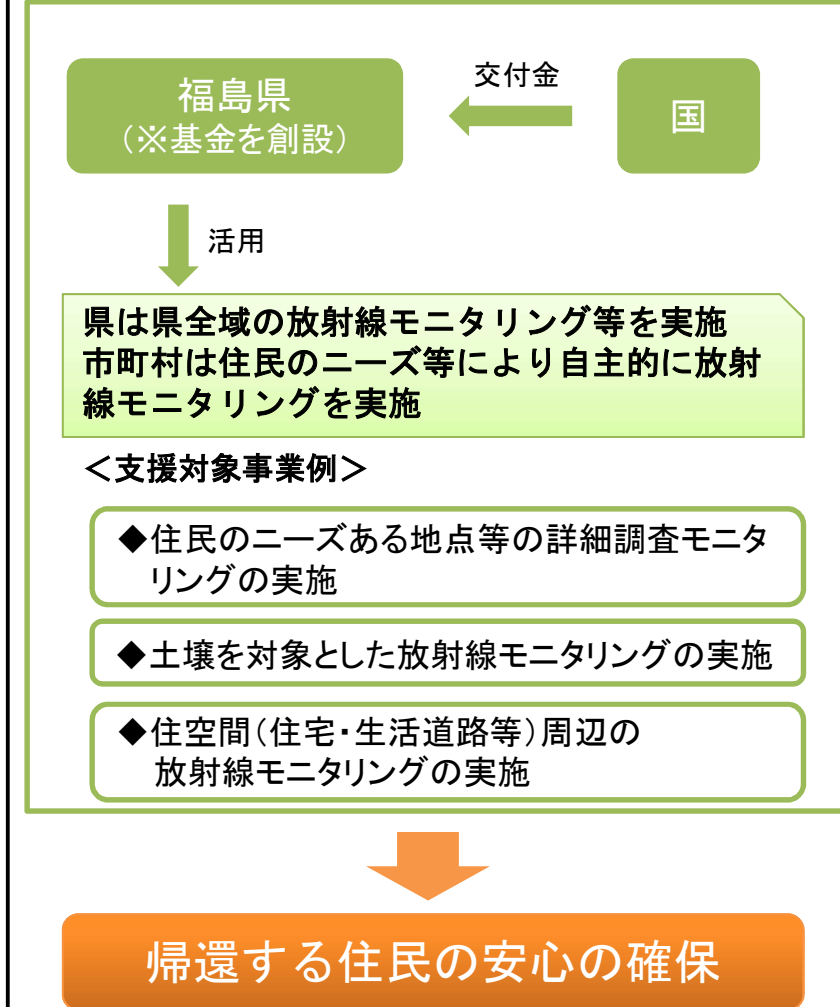 福島県
(※基金を創設)
交付金
国
活用
県は県全域の放射線モニタリング等を実施
市町村は住民のニーズ等により自主的に放射
線モニタリングを実施
＜支援対象事業例＞
◆住民のニーズある地点等の詳細調査モニタ
リングの実施
◆土壌を対象とした放射線モニタリングの実施
◆住空間(住宅・生活道路等)周辺の
放射線モニタリングの実施
帰還する住民の安心の確保